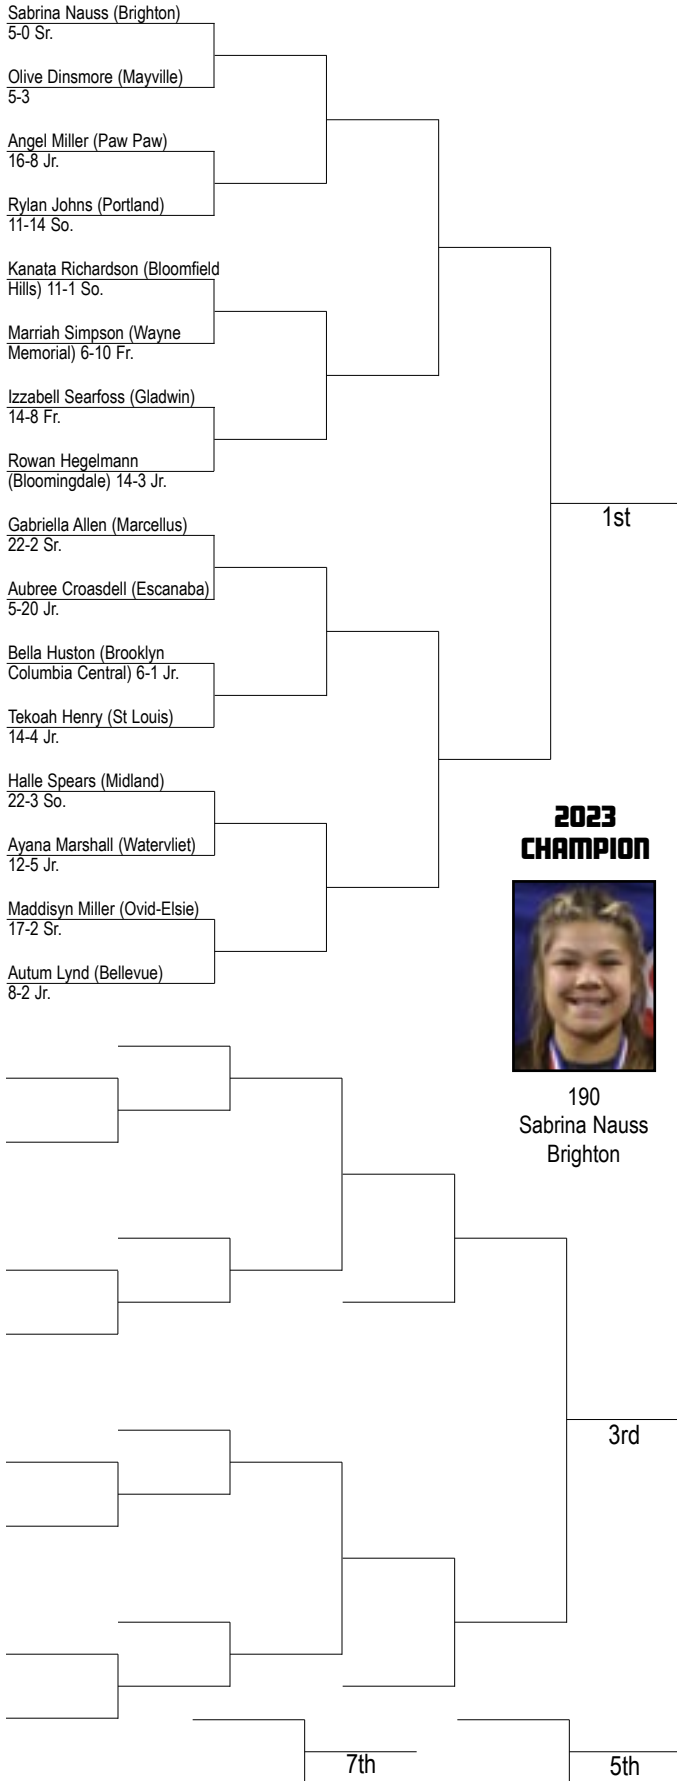 Sabrina Nauss (Brighton)
5-0 Sr.
Olive Dinsmore (Mayville)
5-3
Angel Miller (Paw Paw)
16-8 Jr.
Rylan Johns (Portland)
11-14 So.
Kanata Richardson (Bloomfield
Hills) 11-1 So.
Marriah Simpson (Wayne
Memorial) 6-10 Fr.
Izzabell Searfoss (Gladwin)
14-8 Fr.
Rowan Hegelmann
(Bloomingdale) 14-3 Jr.
Gabriella Allen (Marcellus)
22-2 Sr.
Aubree Croasdell (Escanaba)
5-20 Jr.
Bella Huston (Brooklyn
Columbia Central) 6-1 Jr.
Tekoah Henry (St Louis)
14-4 Jr.
Halle Spears (Midland)
22-3 So.
Ayana Marshall (Watervliet)
12-5 Jr.
Maddisyn Miller (Ovid-Elsie)
17-2 Sr.
Autum Lynd (Bellevue)
8-2 Jr.
1st
2023
CHAMPION
190
Sabrina Nauss
Brighton
3rd
7th
5th